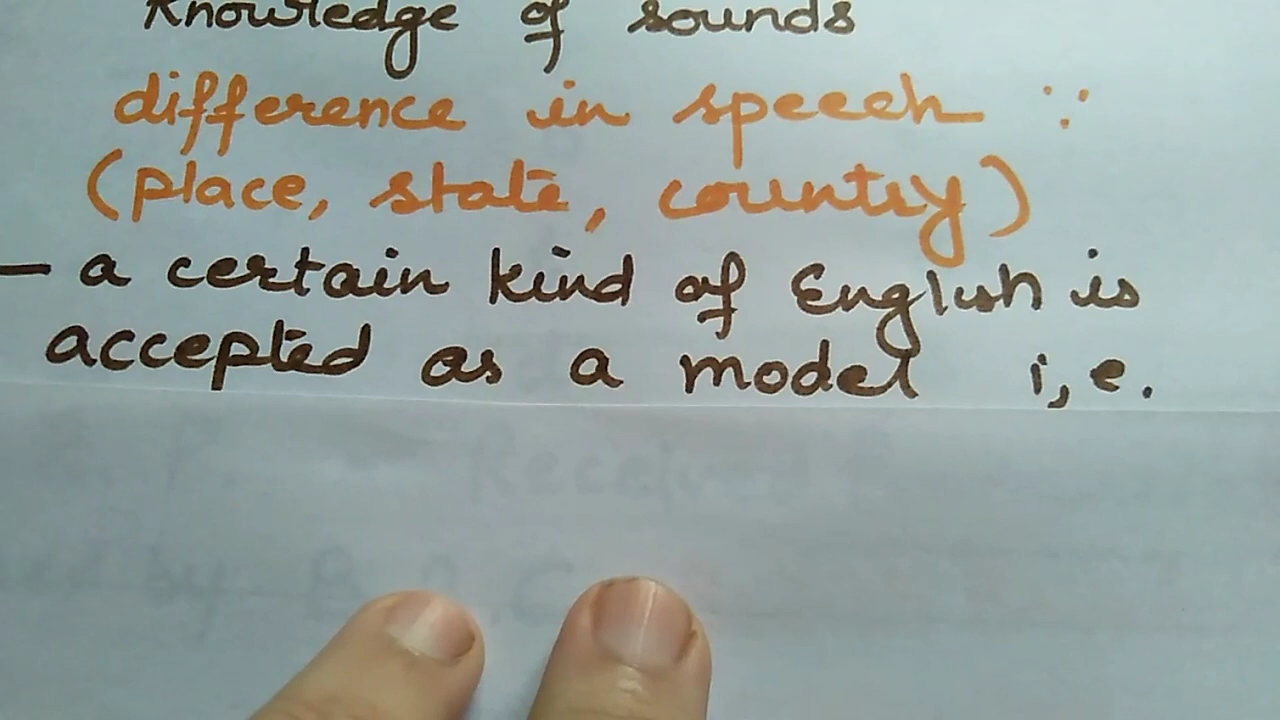 Knowledge of sounds
difference in speech ∵
(place, state, country)
- a certain kind of English is
accepted as a model i,e.